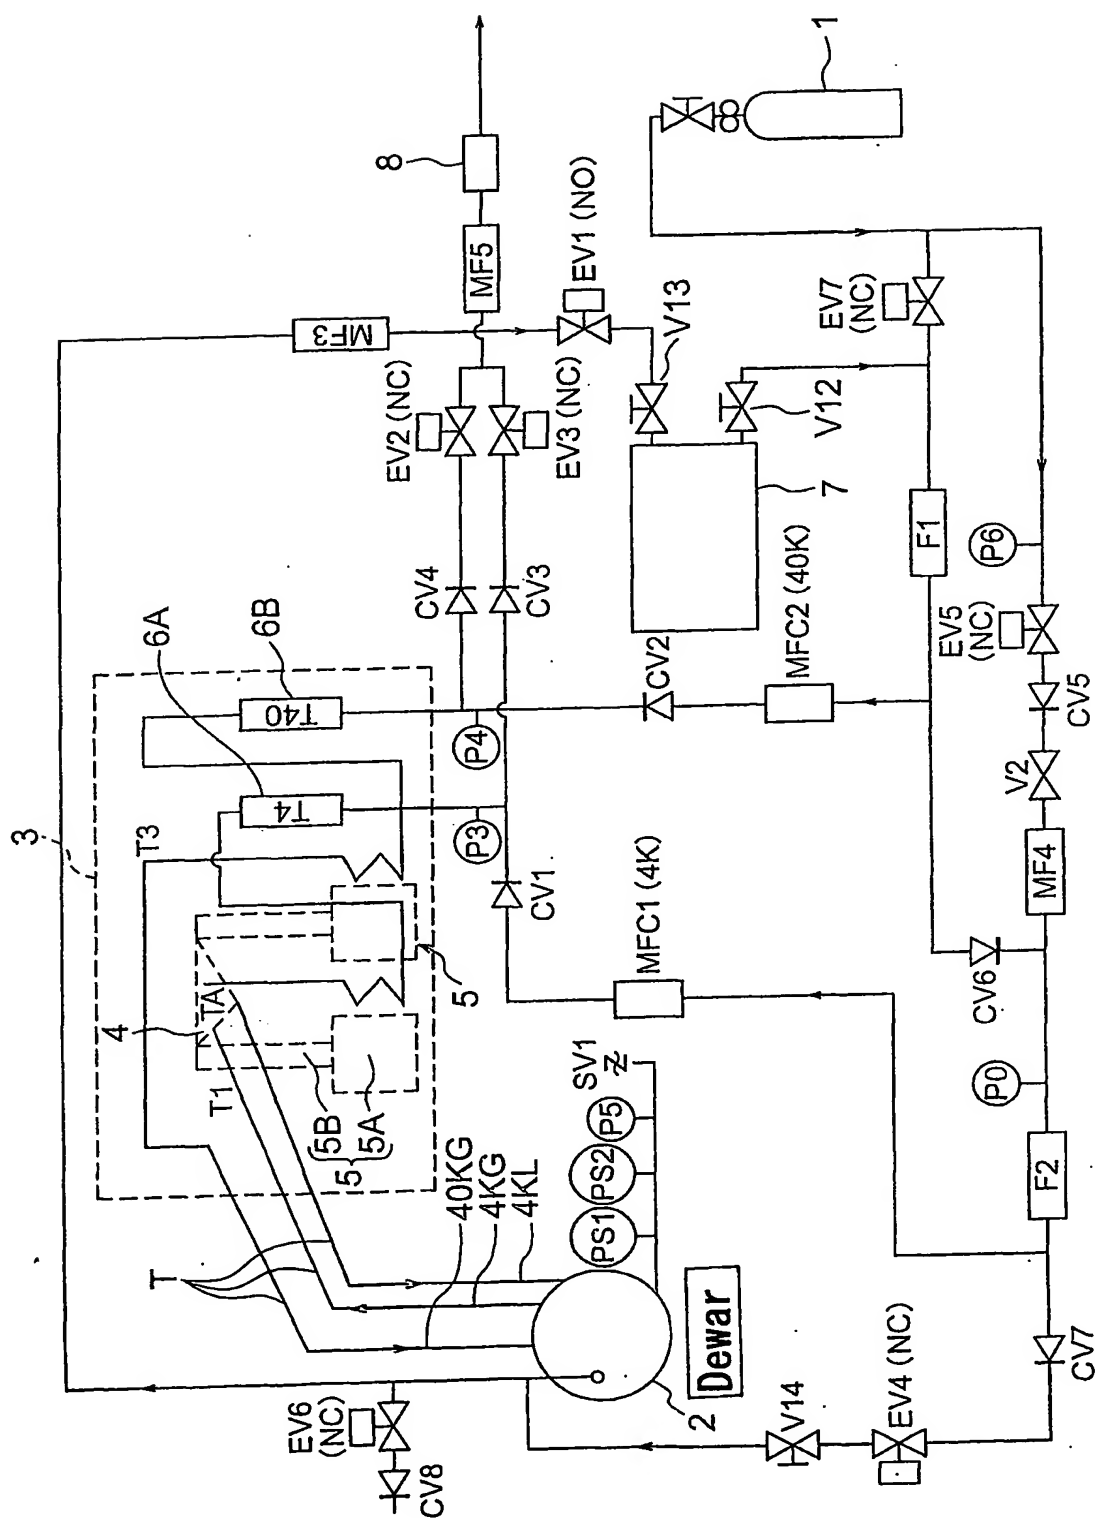 3
T3
6A
6B
T4
T40
4
TA
T1
5B
5A
5
5
T
40KG
4KG
4KL
PS1
PS2
P5
SV1
Dewar
2
EV6
(NC)
CV8
V14
EV4 (NC)
CV7
F2
P0
CV6
MF4
V2
CV5
EV5
(NC)
P6
F1
EV7
(NC)
1
V12
V13
7
MFC2 (40K)
CV2
MFC1 (4K)
CV1
P3
P4
CV4
CV3
EV2 (NC)
EV3 (NC)
EV1 (NO)
MF3
MF5
8